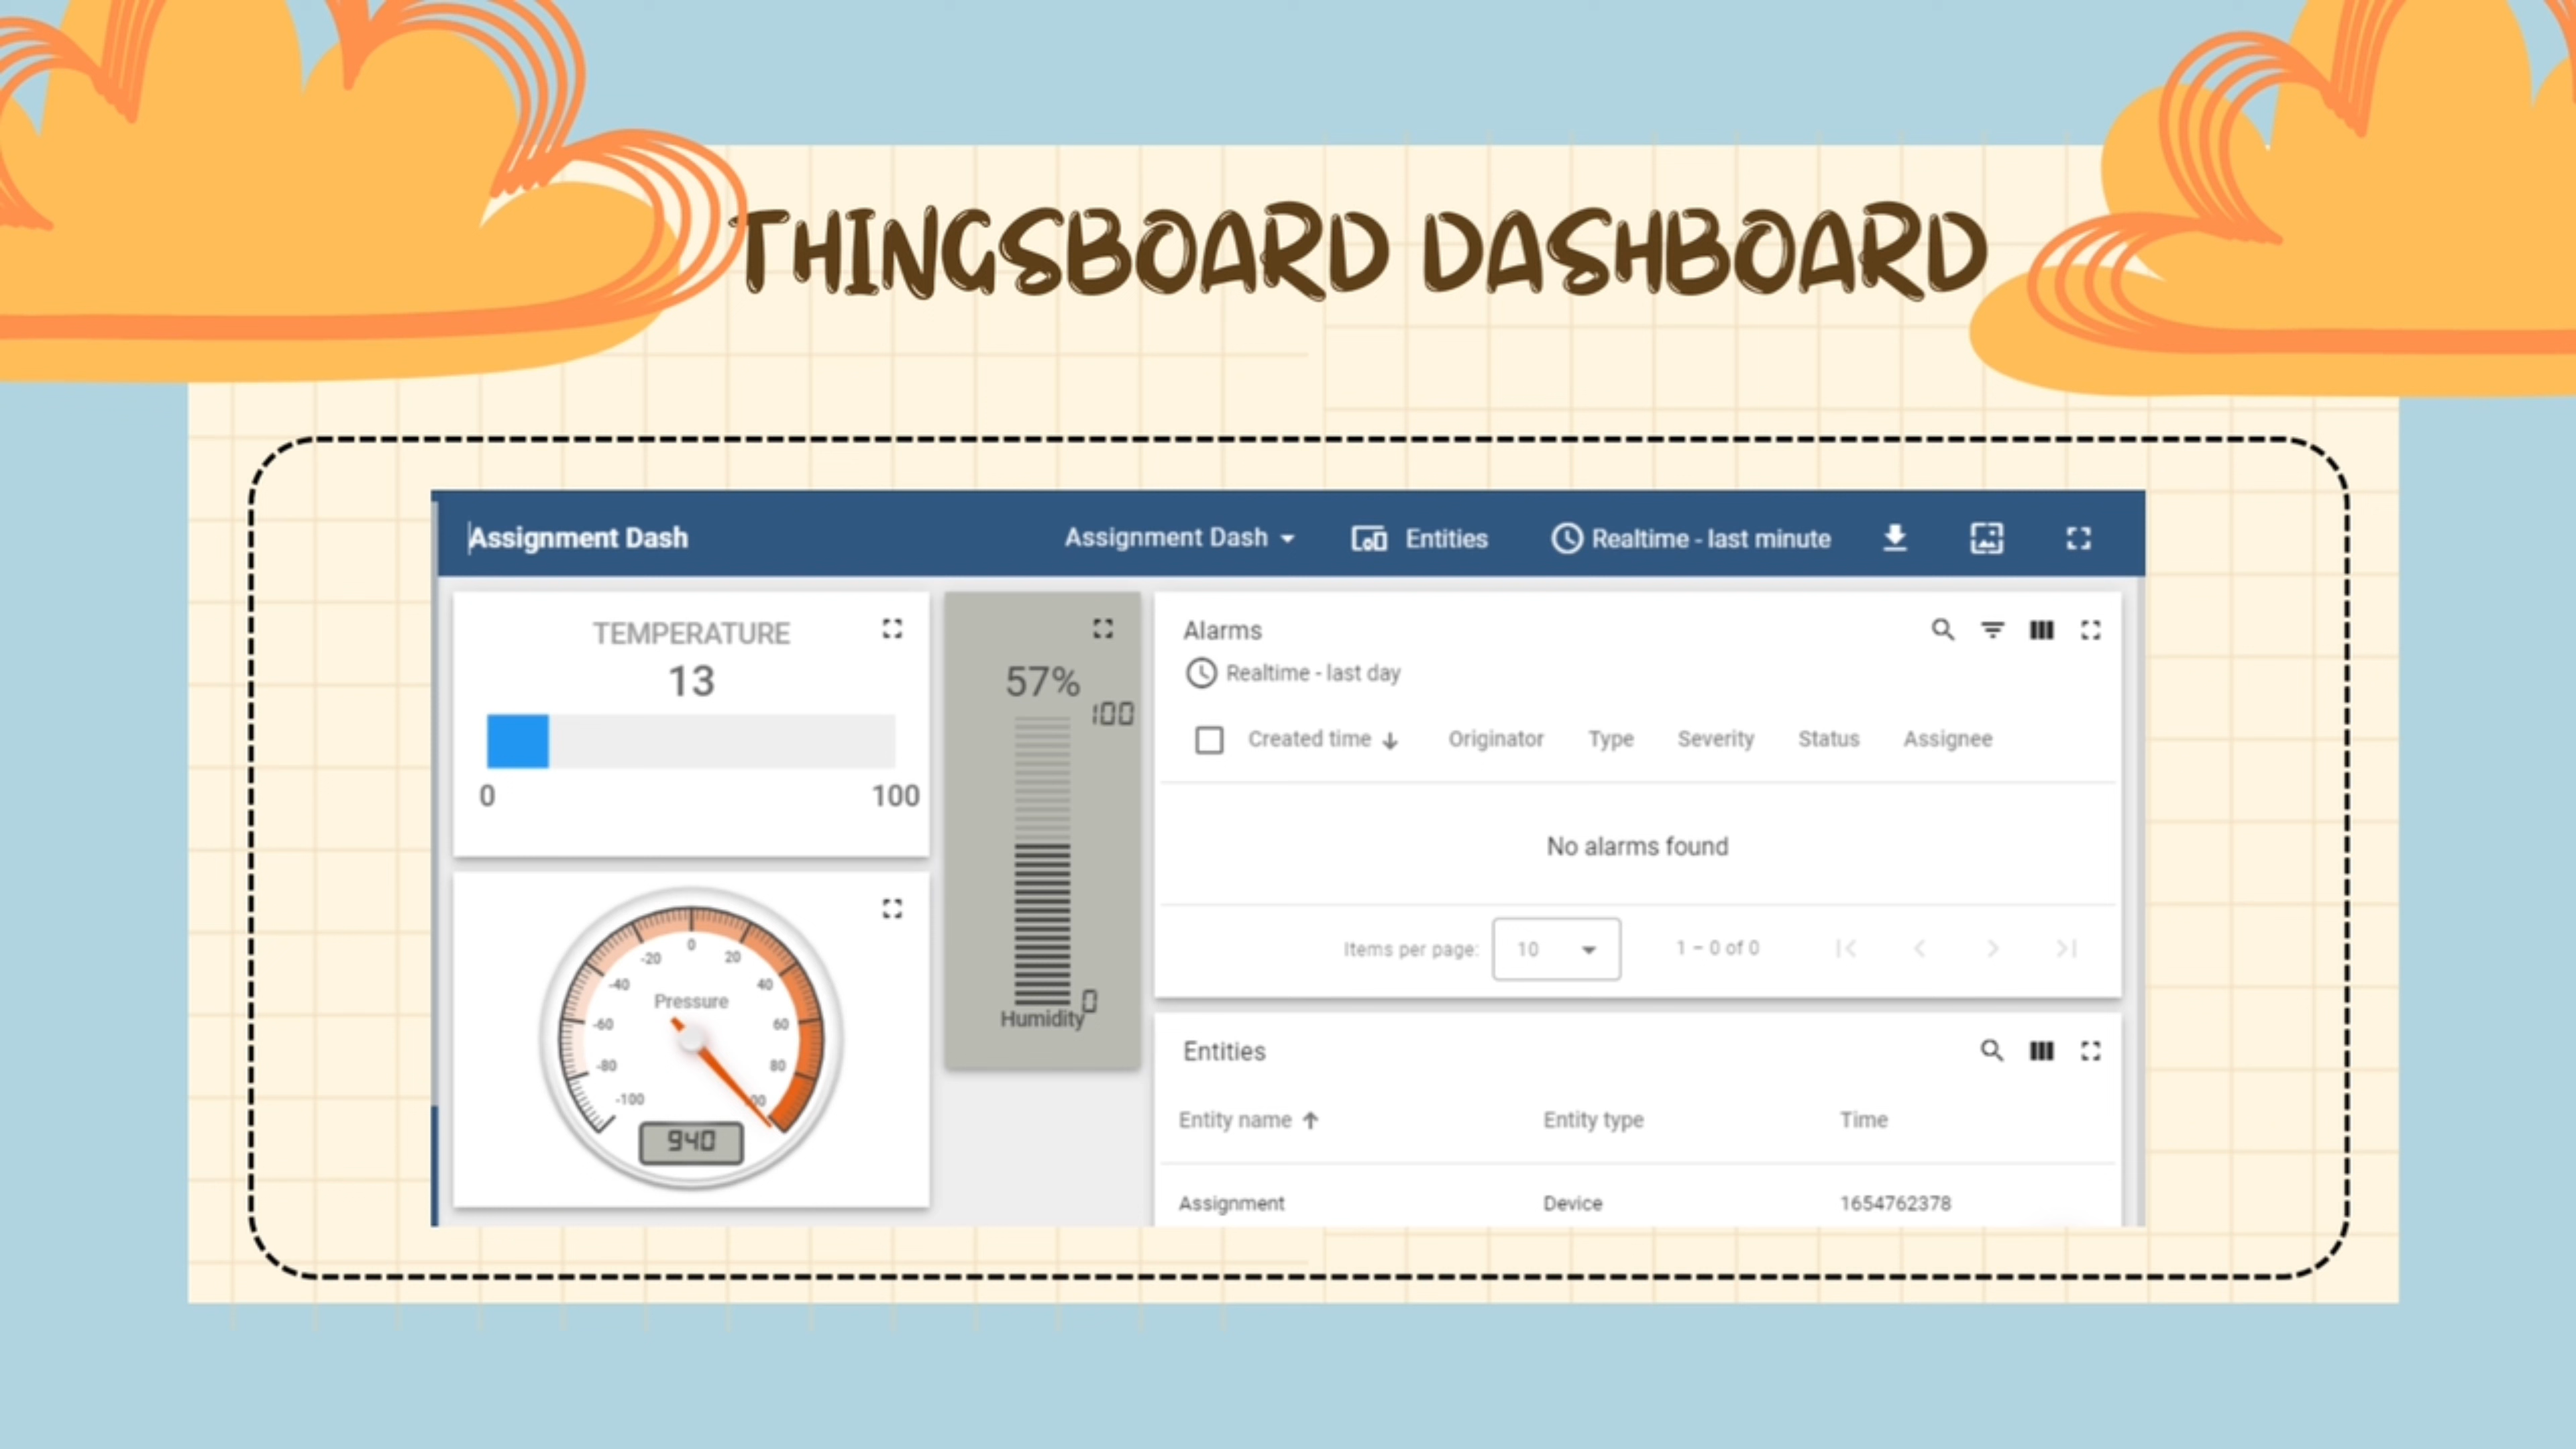 THINGSBOARD DASHBOARD
Assignment Dash
Assignment Dash
Entities
Realtime - last minute
TEMPERATURE
13
0
100
57%
100
0
Humidity
Alarms
Realtime - last day
Created time Originator Type Severity Status Assignee
No alarms found
Items per page: 10 1 – 0 of 0
0
-20 20
-40 40
Pressure
-60 60
-80 80
-100
940
Entities
Entity name Entity type Time
Assignment Device 1654762378